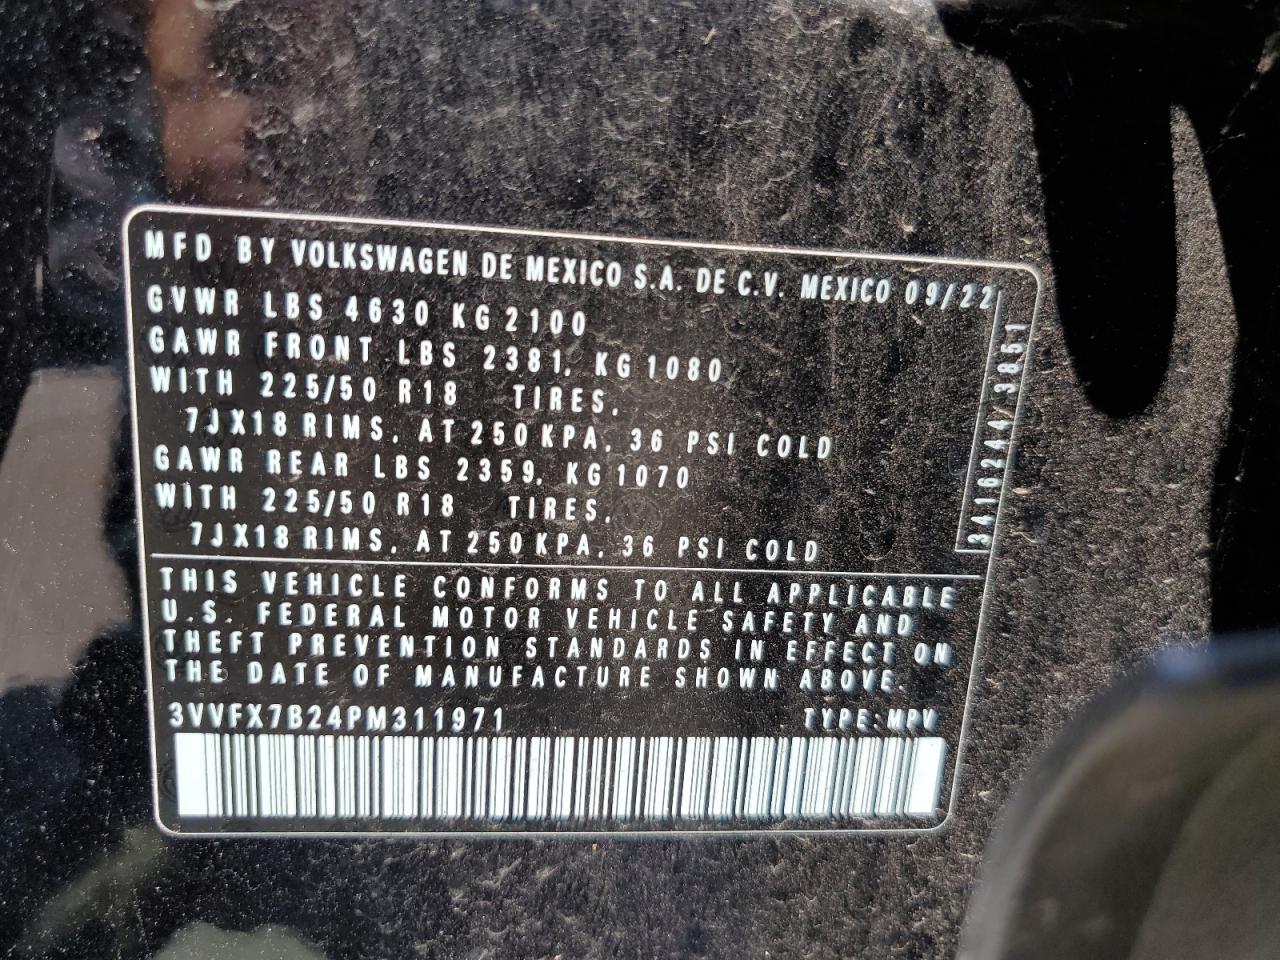 MFD BY VOLKSWAGEN DE MEXICO S.A. DE C.V. MEXICO 09/22
GVWR LBS 4630 KG 2100
GAWR FRONT LBS 2381, KG 1080
WITH 225/50 R18 TIRES,
7JX18 RIMS, AT 250 KPA, 36 PSI COLD
GAWR REAR LBS 2359, KG 1070
WITH 225/50 R18 TIRES,
7JX18 RIMS, AT 250 KPA, 36 PSI COLD
34116244/3851
THIS VEHICLE CONFORMS TO ALL APPLICABLE
U.S. FEDERAL MOTOR VEHICLE SAFETY AND
THEFT PREVENTION STANDARDS IN EFFECT ON
THE DATE OF MANUFACTURE SHOWN ABOVE.
3VVFX7B24PM311971 TYPE:MPV